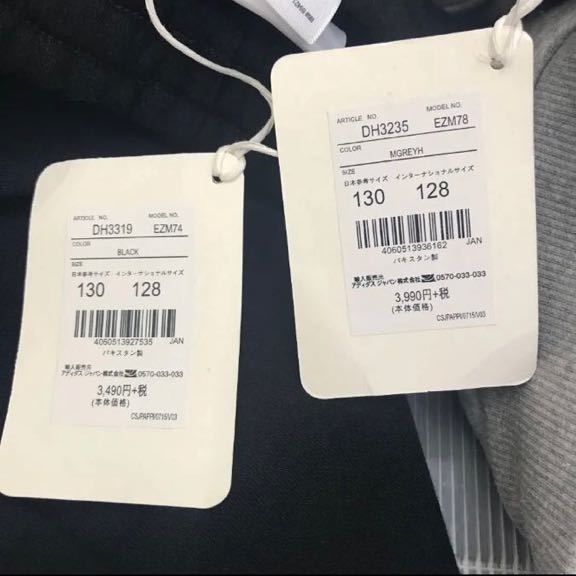 ARTICLE NO. MODEL NO.
DH3319 EZM74
COLOR
BLACK
SIZE
日本参考サイズ インターナショナルサイズ
130 128
4060513927535 JAN
パキスタン製
輸入販売元
アディダス ジャパン株式会社 0570-033-033
3,490円+税
(本体価格)
CSJPAPPI/0715/V03
ARTICLE NO. MODEL NO.
DH3235 EZM78
COLOR
MGREYH
SIZE
日本参考サイズ インターナショナルサイズ
130 128
4060513936162 JAN
パキスタン製
輸入販売元
アディダス ジャパン株式会社 0570-033-033
3,990円+税
(本体価格)
CSJPAPPI/0715/V03